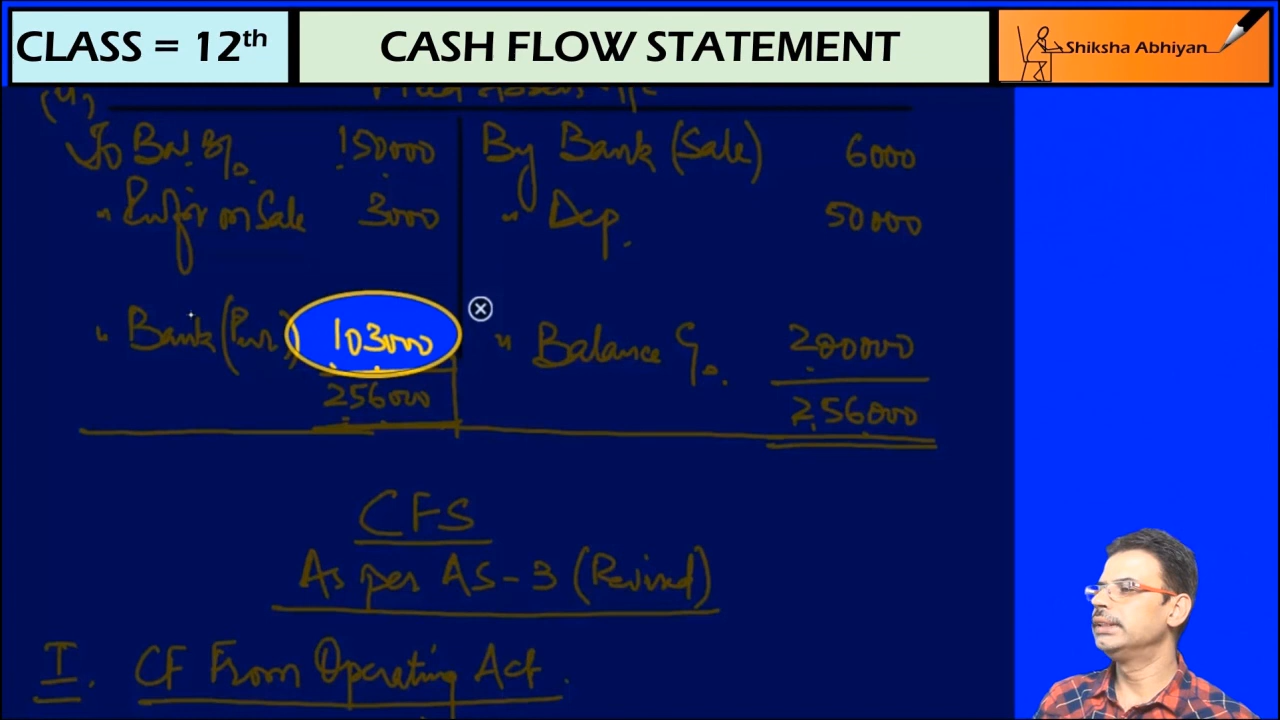 CLASS = 12th
CASH FLOW STATEMENT
Shiksha Abhiyan
To Bal. B/D. 150000 By Bank (Sale) 6000
" on Sale 3000 " Dep. 50000
" Bank (Pur.) 103000 " Balance C/D. 200000
256000 256000
CFS
As per AS-3 (Revised)
I. CF From Operating Act.